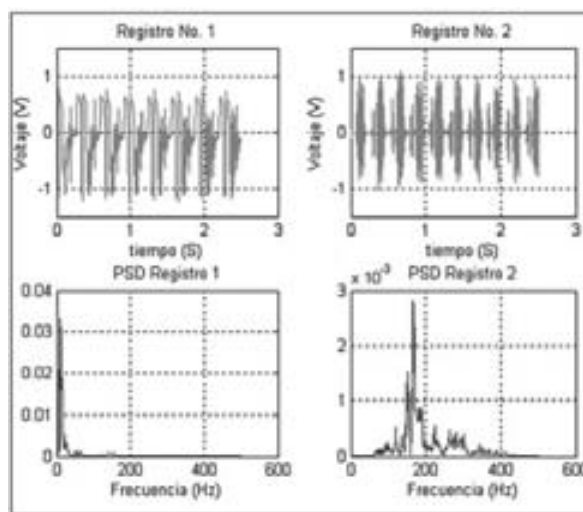 Registro No. 1
Voltaje (V)
1
0
-1
0
1
2
3
tiempo (S)
Registro No. 2
Voltaje (V)
1
0
-1
0
1
2
3
tiempo (S)
PSD Registro 1
0.04
0.03
0.02
0.01
0
0
200
400
600
Frecuencia (Hz)
PSD Registro 2
x 10⁻³
3
2
1
0
0
200
400
600
Frecuencia (Hz)